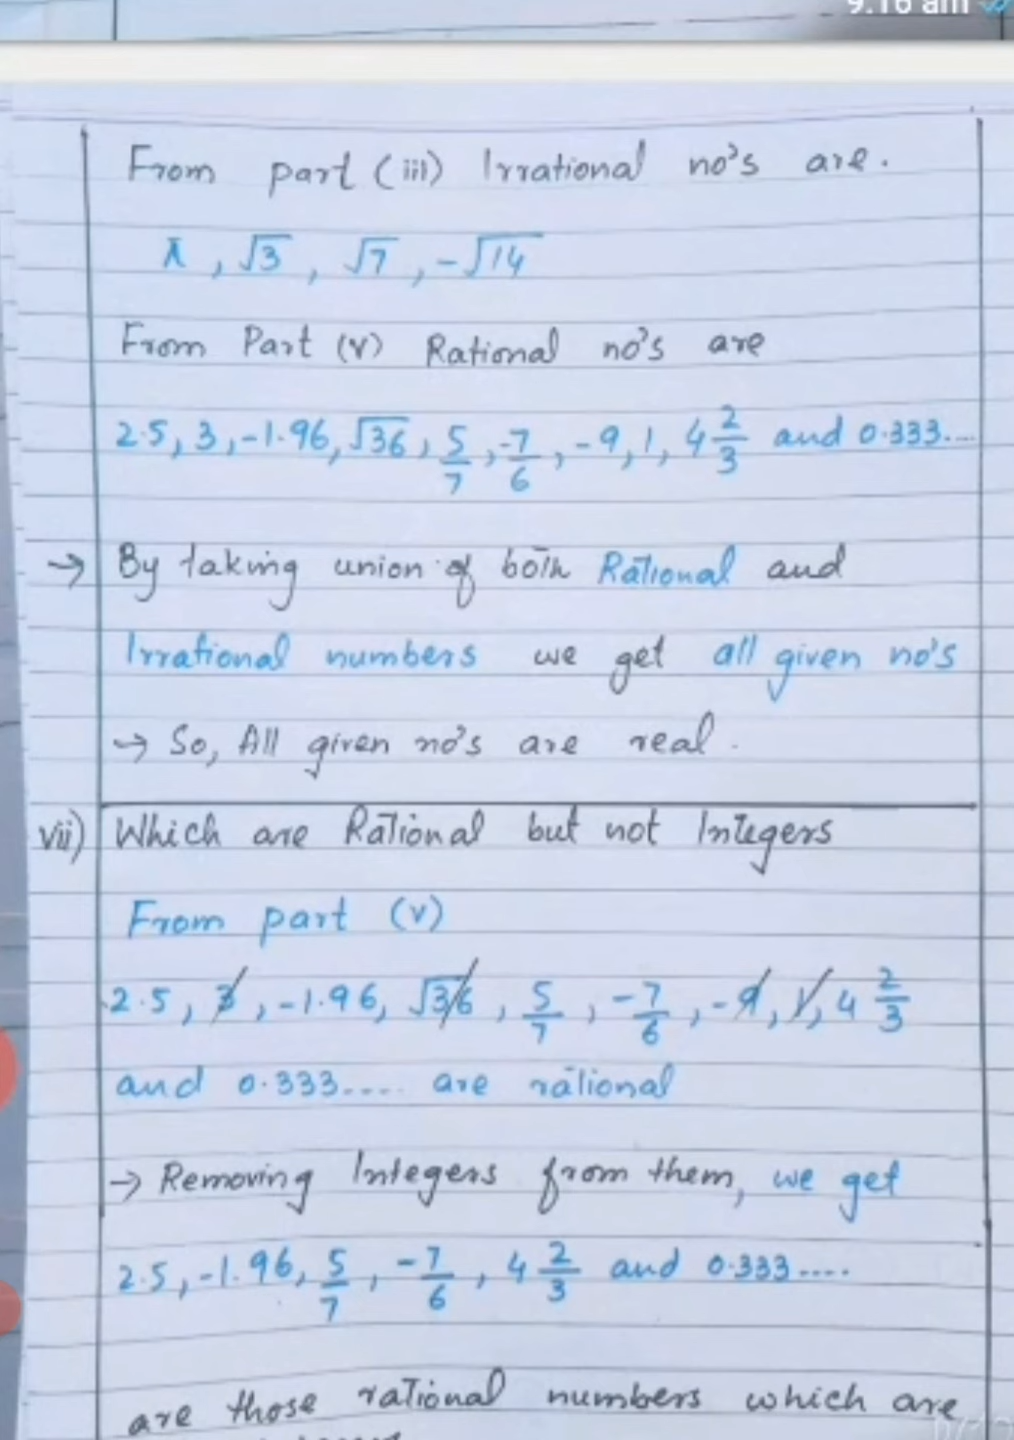 9:16 am
From part (iii) Irrational no's are.
π, √3, √7, -√14
From Part (v) Rational no's are
2.5, 3, -1.96, √36, 5/7, -7/6, -9, 1, 4 2/3 and 0.333....
→ By taking union of both Rational and
Irrational numbers we get all given no's
→ So, All given no's are real.
vii) Which are Rational but not Integers
From part (v)
2.5, 3, -1.96, √36, 5/7, -7/6, -9, 1, 4 2/3
and 0.333.... are rational
→ Removing Integers from them, we get
2.5, -1.96, 5/7, -7/6, 4 2/3 and 0.333....
are those rational numbers which are